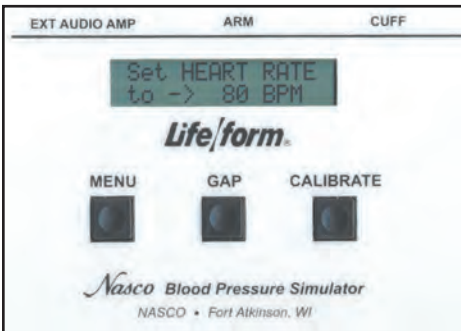 EXT AUDIO AMP ARM CUFF
Set HEART RATE
to -> 80 BPM
Life/form®
MENU GAP CALIBRATE
Nasco Blood Pressure Simulator
NASCO • Fort Atkinson, WI